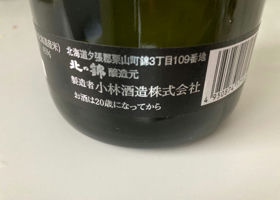 北海道夕張郡栗山町錦3丁目109番地
北の錦 醸造元
製造者 小林酒造株式会社
お酒は20歳になってから